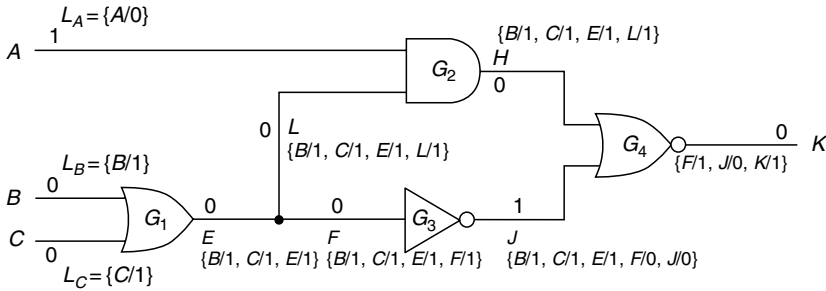 L_A = {A/0}
A 1
G_2
{B/1, C/1, E/1, L/1}
H
0
0 L
{B/1, C/1, E/1, L/1}
L_B = {B/1}
B 0
C 0
L_C = {C/1}
G_1
0
E
{B/1, C/1, E/1}
0
F
{B/1, C/1, E/1, F/1}
G_3
1
J
{B/1, C/1, E/1, F/0, J/0}
G_4
0
K
{F/1, J/0, K/1}